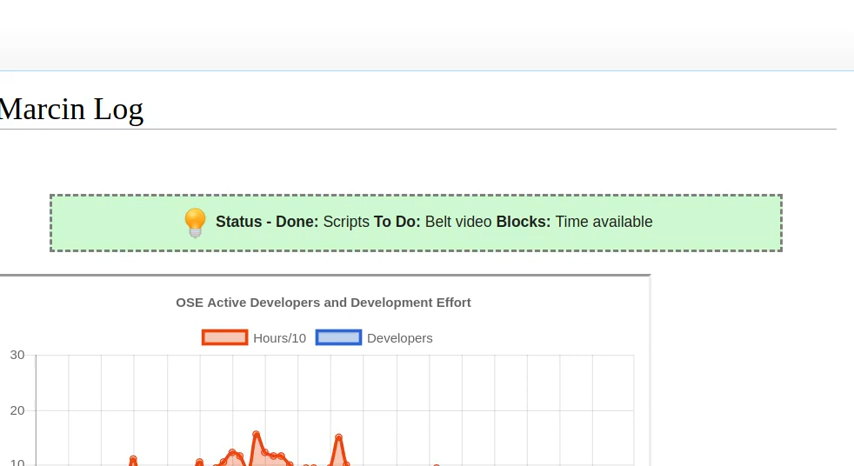 Marcin Log
Status - Done: Scripts To Do: Belt video Blocks: Time available
OSE Active Developers and Development Effort
Hours/10 Developers
30
20
10